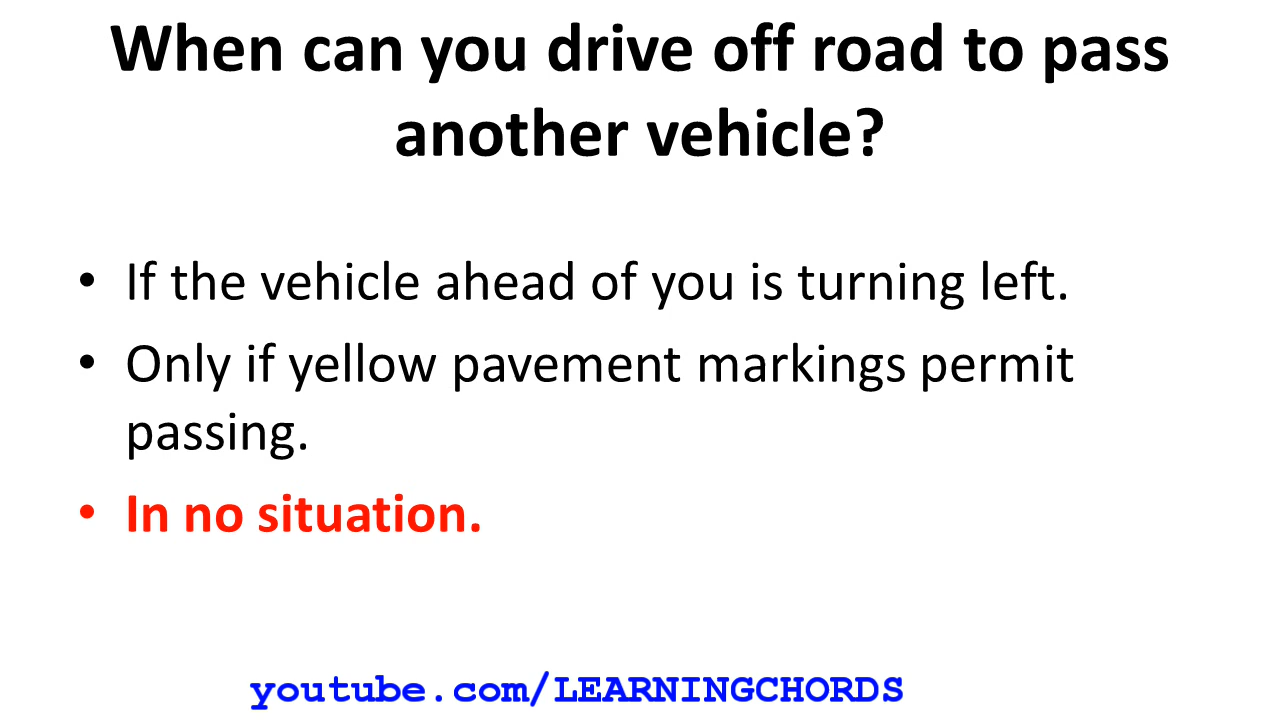 When can you drive off road to pass
another vehicle?
• If the vehicle ahead of you is turning left.
• Only if yellow pavement markings permit
passing.
• In no situation.
youtube.com/LEARNINGCHORDS